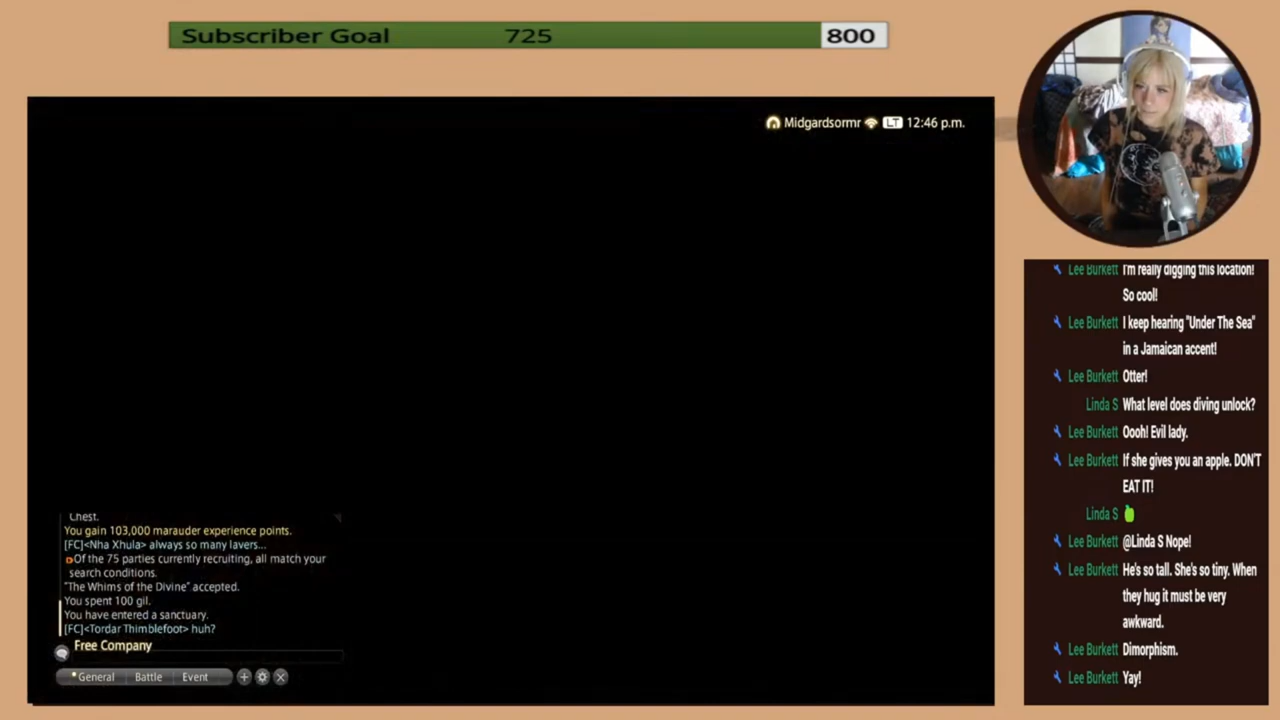 Subscriber Goal 725 800
Midgardsormr LT 12:46 p.m.
Chest.
You gain 103,000 marauder experience points.
[FC]<Nha Xhula> always so many layers...
Of the 75 parties currently recruiting, all match your
search conditions.
"The Whims of the Divine" accepted.
You spent 100 gil.
You have entered a sanctuary.
[FC]<Tordar Thimblefoot> huh?
Free Company
General Battle Event
Lee Burkett I'm really digging this location!
So cool!
Lee Burkett I keep hearing "Under The Sea"
in a Jamaican accent!
Lee Burkett Otter!
Linda S What level does diving unlock?
Lee Burkett Oooh! Evil lady.
Lee Burkett If she gives you an apple. DON'T
EAT IT!
Linda S
Lee Burkett @Linda S Nope!
Lee Burkett He's so tall. She's so tiny. When
they hug it must be very
awkward.
Lee Burkett Dimorphism.
Lee Burkett Yay!